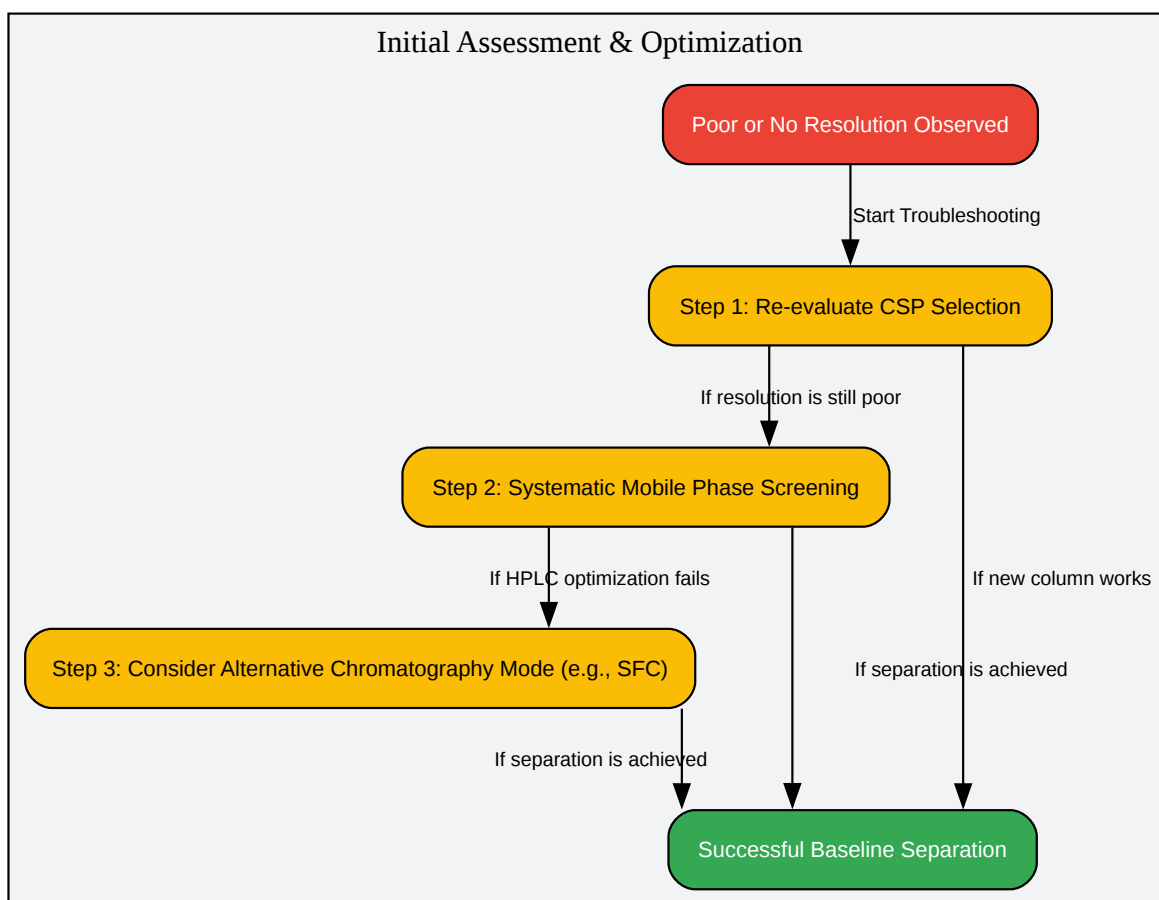 Initial Assessment & Optimization
Poor or No Resolution Observed
Start Troubleshooting
Step 1: Re-evaluate CSP Selection
If resolution is still poor
Step 2: Systematic Mobile Phase Screening
If HPLC optimization fails
If new column works
Step 3: Consider Alternative Chromatography Mode (e.g., SFC)
If separation is achieved
If separation is achieved
Successful Baseline Separation